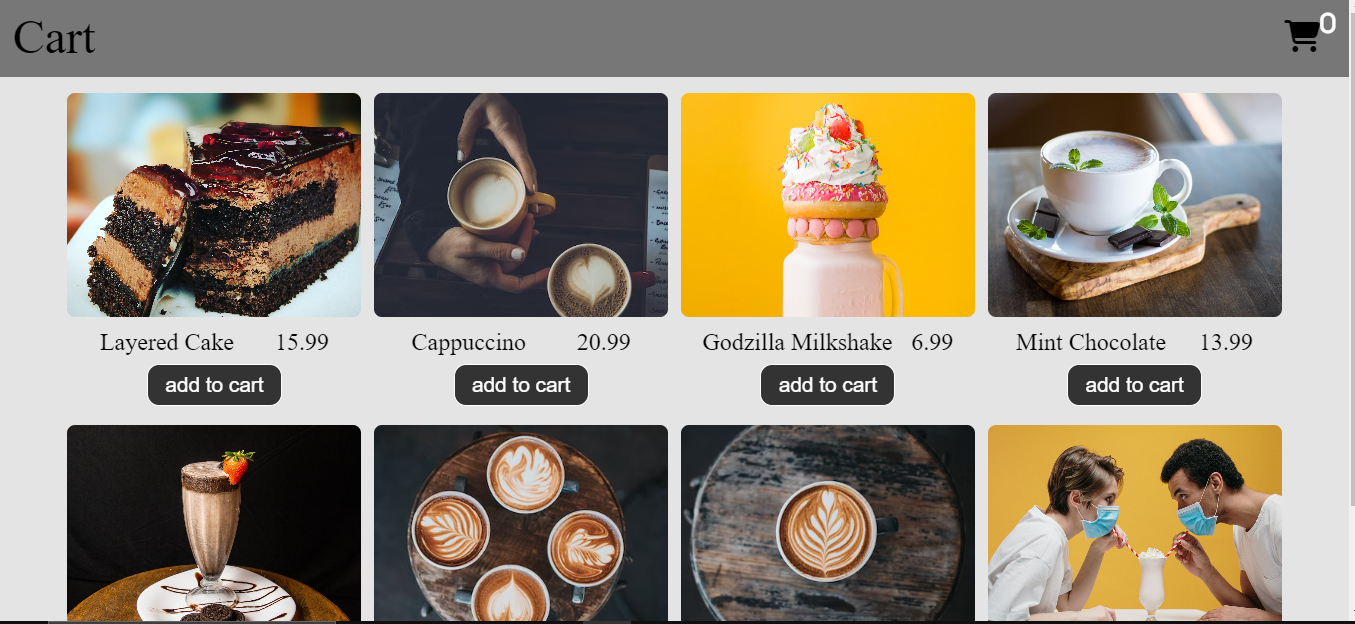 Cart 0
Layered Cake 15.99 Cappuccino 20.99 Godzilla Milkshake 6.99 Mint Chocolate 13.99
add to cart add to cart add to cart add to cart